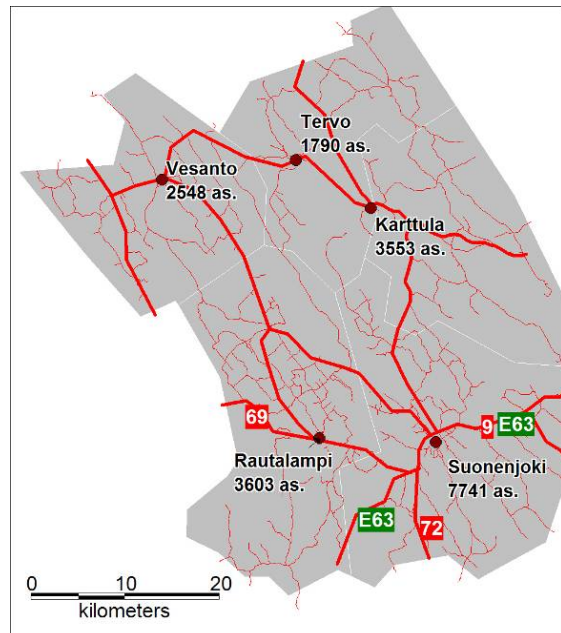 Tervo
1790 as.
Vesanto
2548 as.
Karttula
3553 as.
69
9
E63
Rautalampi
3603 as.
Suonenjoki
7741 as.
E63
72
0 10 20
kilometers